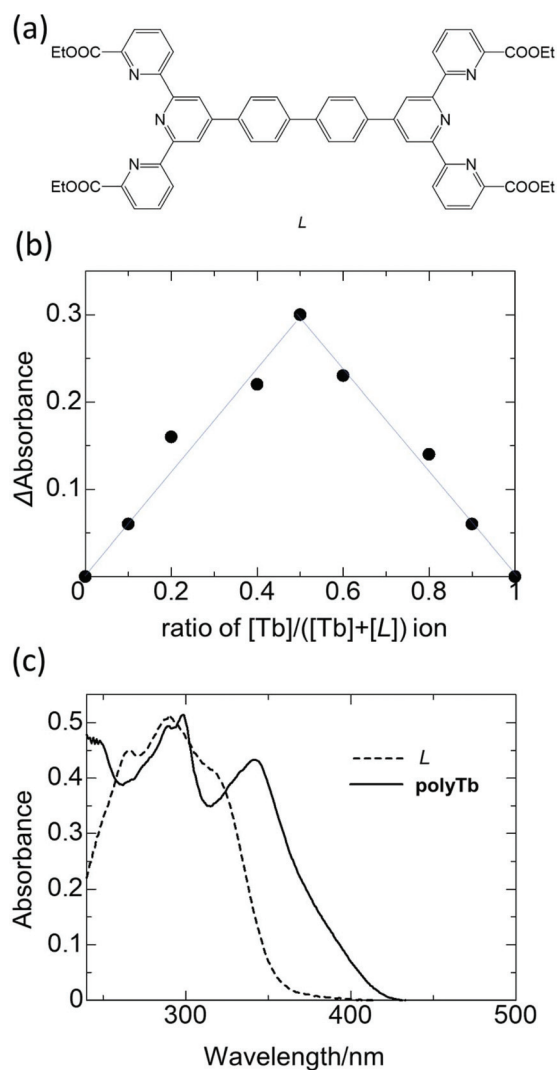 (a)
EtOOC N N COOEt
N N
EtOOC N N COOEt
L
(b)
ΔAbsorbance
0.3
0.2
0.1
0 0.2 0.4 0.6 0.8 1
ratio of [Tb]/([Tb]+[L]) ion
(c)
Absorbance
0.5
0.4
0.3
0.2
0.1
0
L
polyTb
300 400 500
Wavelength/nm